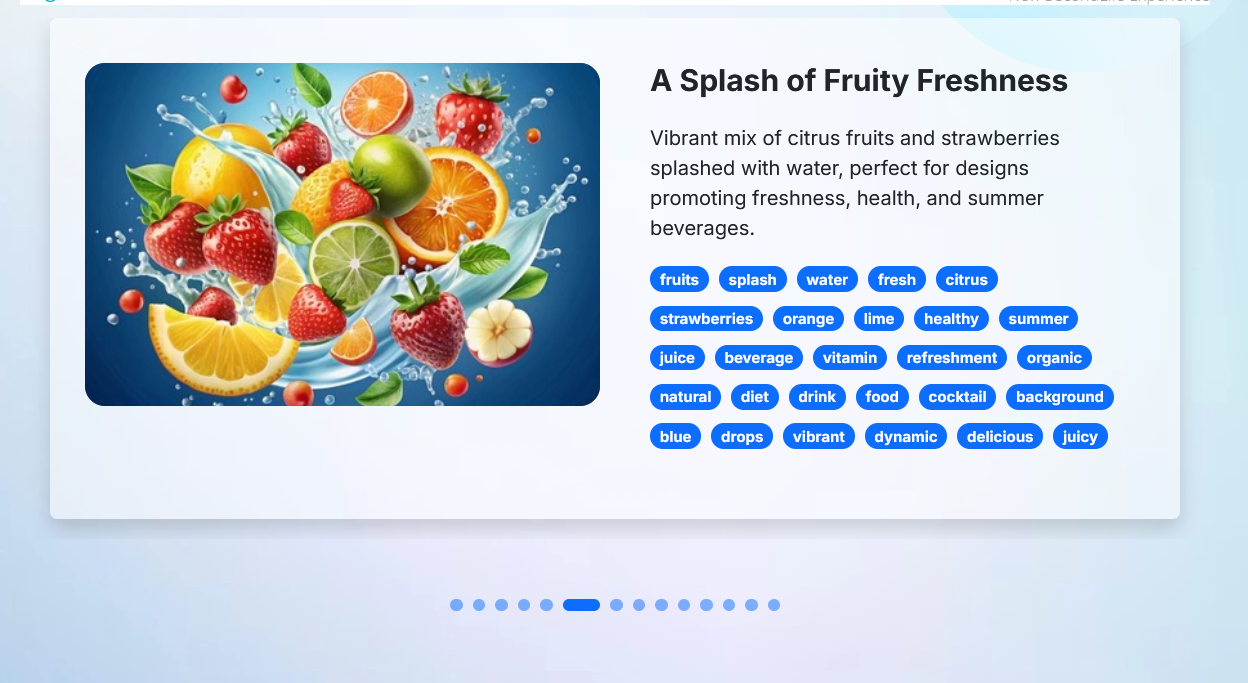 A Splash of Fruity Freshness
Vibrant mix of citrus fruits and strawberries
splashed with water, perfect for designs
promoting freshness, health, and summer
beverages.
fruits splash water fresh citrus
strawberries orange lime healthy summer
juice beverage vitamin refreshment organic
natural diet drink food cocktail background
blue drops vibrant dynamic delicious juicy